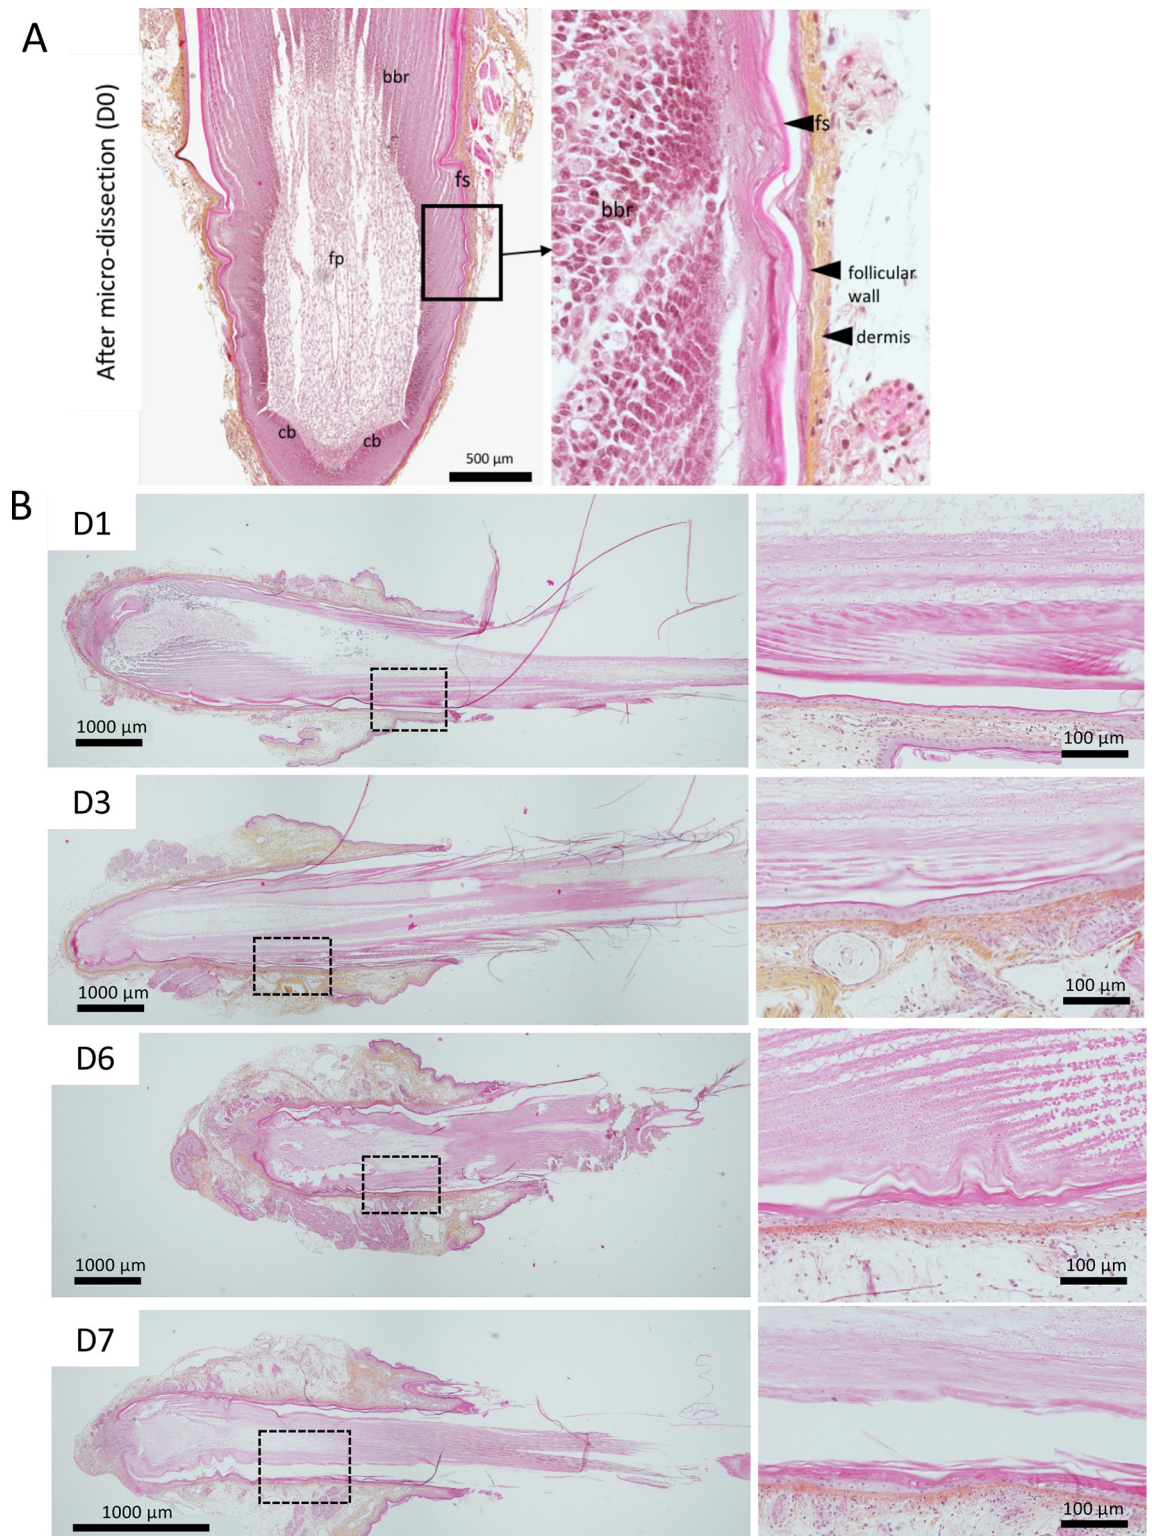 A
After micro-dissection (D0)
bbr
fs
fp
cb
cb
500 µm
fs
bbr
follicular
wall
dermis
B
D1
1000 µm
100 µm
D3
1000 µm
100 µm
D6
1000 µm
100 µm
D7
1000 µm
100 µm